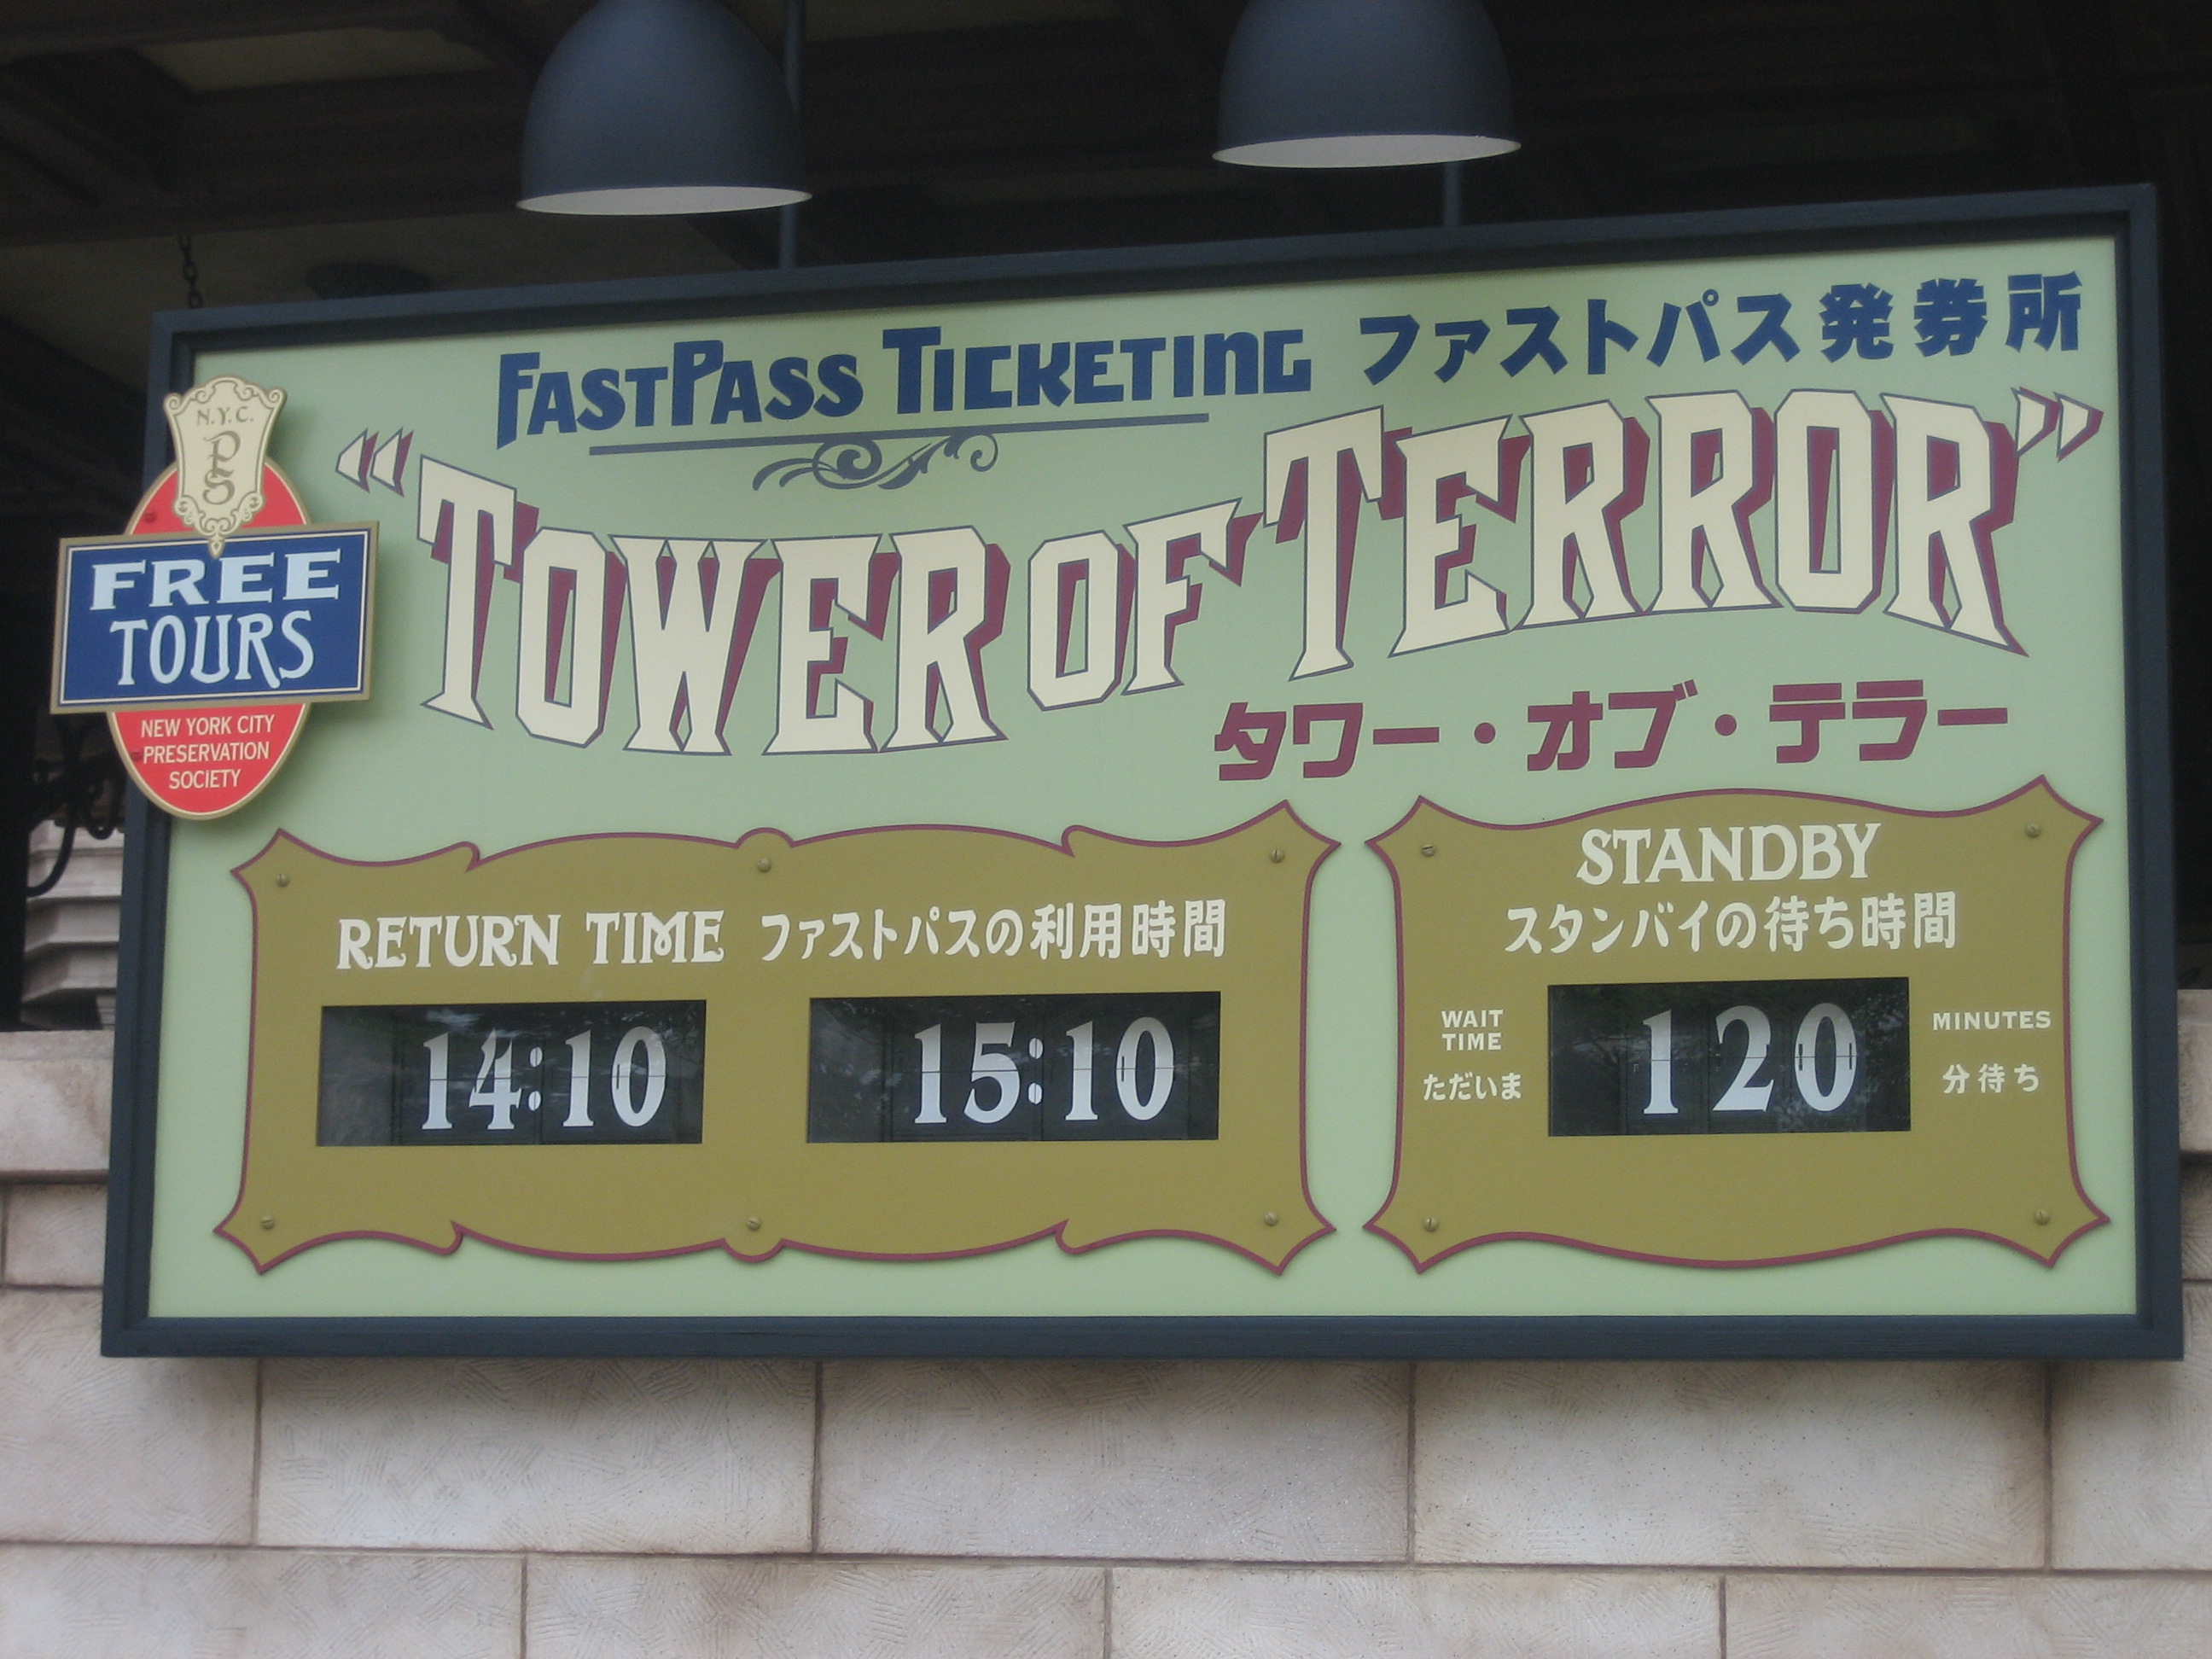 FASTPASS TICKETING ファストパス発券所
"TOWER OF TERROR"
タワー・オブ・テラー
N.Y.C.
PS
FREE
TOURS
NEW YORK CITY
PRESERVATION
SOCIETY
RETURN TIME ファストパスの利用時間
14:10 15:10
STANDBY
スタンバイの待ち時間
WAIT
TIME
ただいま
120
MINUTES
分待ち